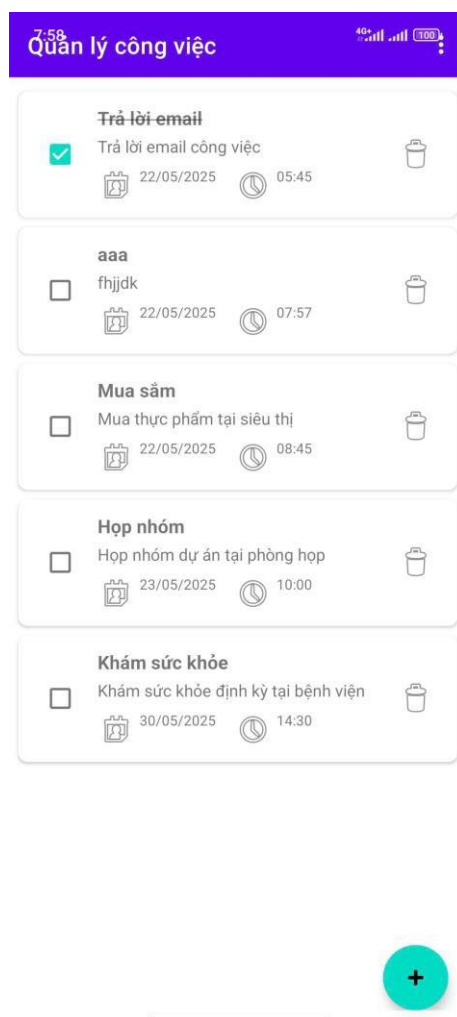 7:58
4G+
100
Quản lý công việc
Trả lời email
Trả lời email công việc
22/05/2025 05:45
aaa
fhjjdk
22/05/2025 07:57
Mua sắm
Mua thực phẩm tại siêu thị
22/05/2025 08:45
Họp nhóm
Họp nhóm dự án tại phòng họp
23/05/2025 10:00
Khám sức khỏe
Khám sức khỏe định kỳ tại bệnh viện
30/05/2025 14:30
+